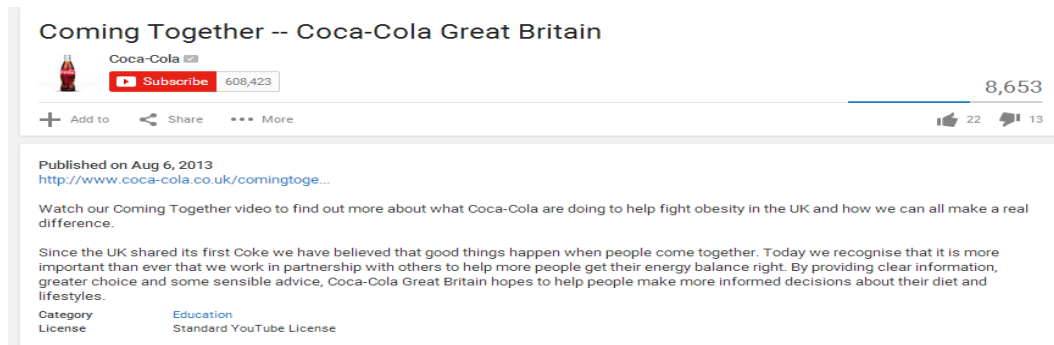 Coming Together -- Coca-Cola Great Britain
Coca-Cola
Subscribe 608,423
8,653
Add to Share More
22 13
Published on Aug 6, 2013
http://www.coca-cola.co.uk/comingtoge...
Watch our Coming Together video to find out more about what Coca-Cola are doing to help fight obesity in the UK and how we can all make a real
difference.
Since the UK shared its first Coke we have believed that good things happen when people come together. Today we recognise that it is more
important than ever that we work in partnership with others to help more people get their energy balance right. By providing clear information,
greater choice and some sensible advice, Coca-Cola Great Britain hopes to help people make more informed decisions about their diet and
lifestyles.
Category Education
License Standard YouTube License